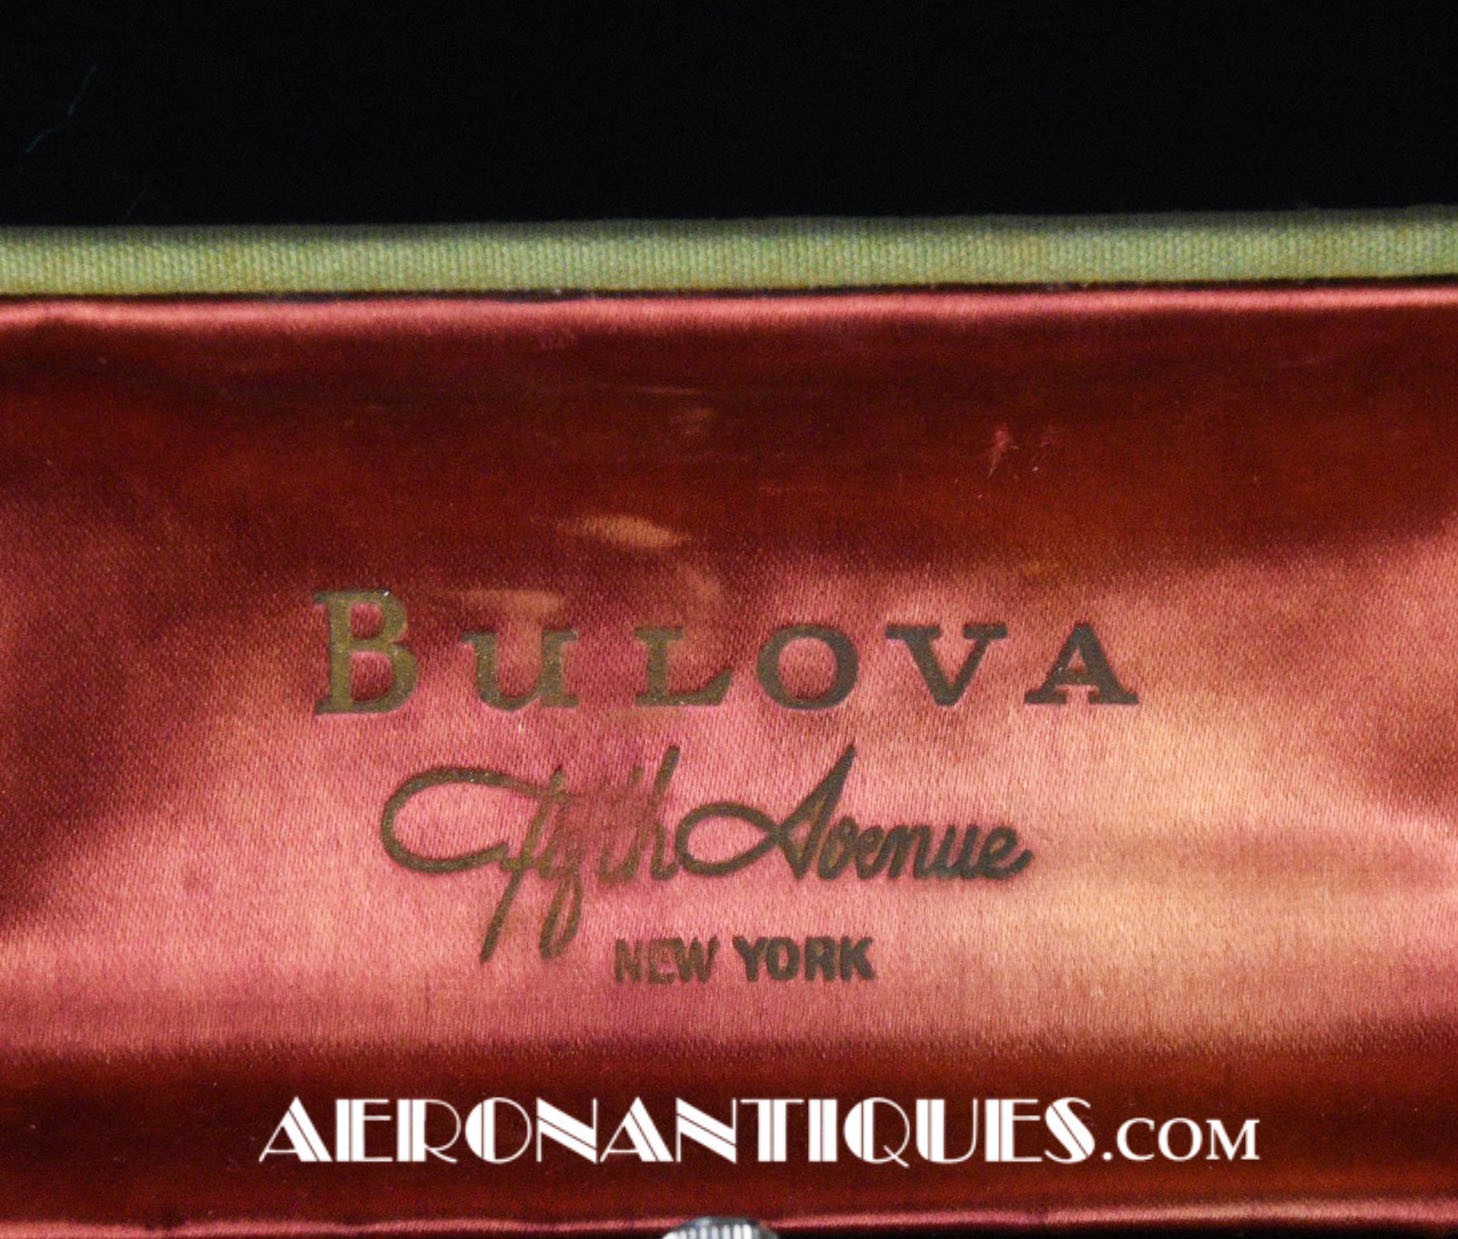 BULOVA
Fifth Avenue
NEW YORK
AERONANTIQUES.COM